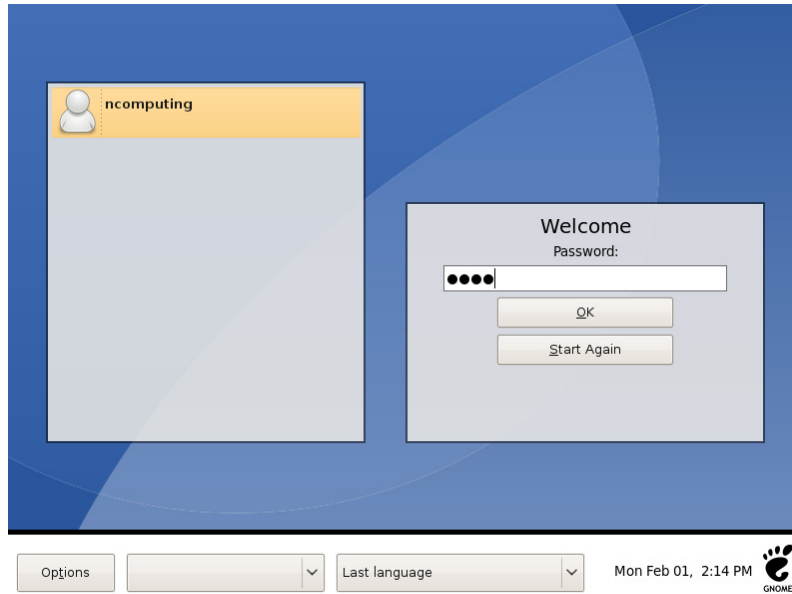 ncomputing
Welcome
Password:
OK
Start Again
Options
Last language
Mon Feb 01, 2:14 PM
GNOME